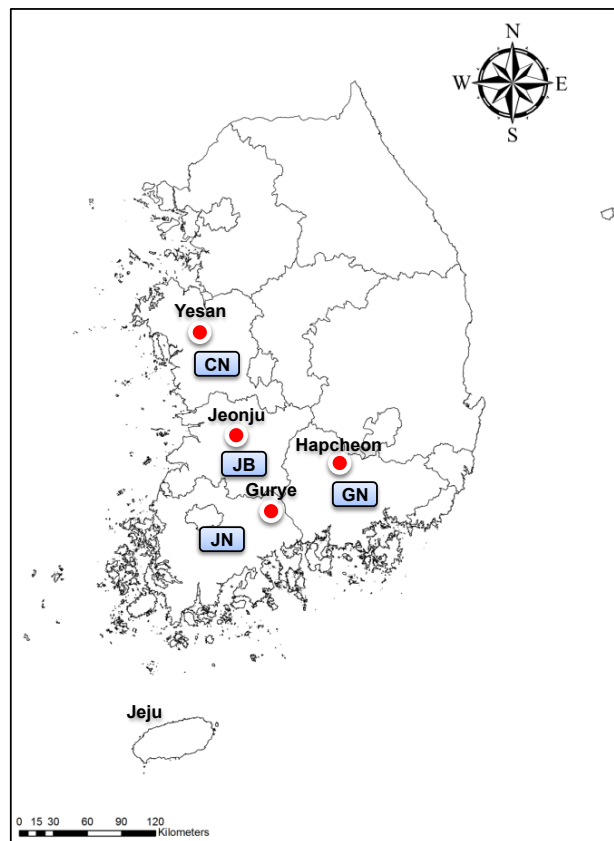 N
W E
S
Yesan
CN
Jeonju
Hapcheon
JB
Gurye
GN
JN
Jeju
0 15 30 60 90 120
Kilometers